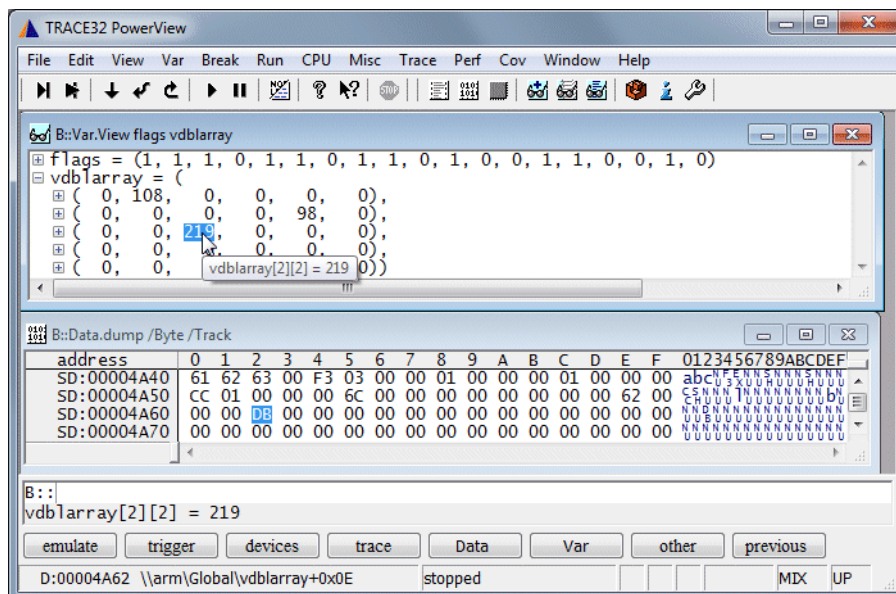 TRACE32 PowerView
File Edit View Var Break Run CPU Misc Trace Perf Cov Window Help
B::Var.View flags vdblarray
flags = (1, 1, 1, 0, 1, 1, 0, 1, 1, 0, 1, 0, 0, 1, 1, 0, 0, 1, 0)
vdblarray = (
( 0, 108, 0, 0, 0, 0),
( 0, 0, 0, 0, 98, 0),
( 0, 0, 219, 0, 0, 0),
( 0, 0, 0, 0, 0),
( 0, 0, 0))
vdblarray[2][2] = 219
B::Data.dump /Byte /Track
address 0 1 2 3 4 5 6 7 8 9 A B C D E F 0123456789ABCDEF
SD:00004A40 61 62 63 00 F3 03 00 00 01 00 00 00 01 00 00 00 abc
SD:00004A50 CC 01 00 00 00 6C 00 00 00 00 00 00 00 00 62 00
SD:00004A60 00 00 DB 00 00 00 00 00 00 00 00 00 00 00 00 00
SD:00004A70 00 00 00 00 00 00 00 00 00 00 00 00 00 00 00 00
B::
vdblarray[2][2] = 219
emulate trigger devices trace Data Var other previous
D:00004A62 \\arm\Global\vdblarray+0x0E stopped MIX UP